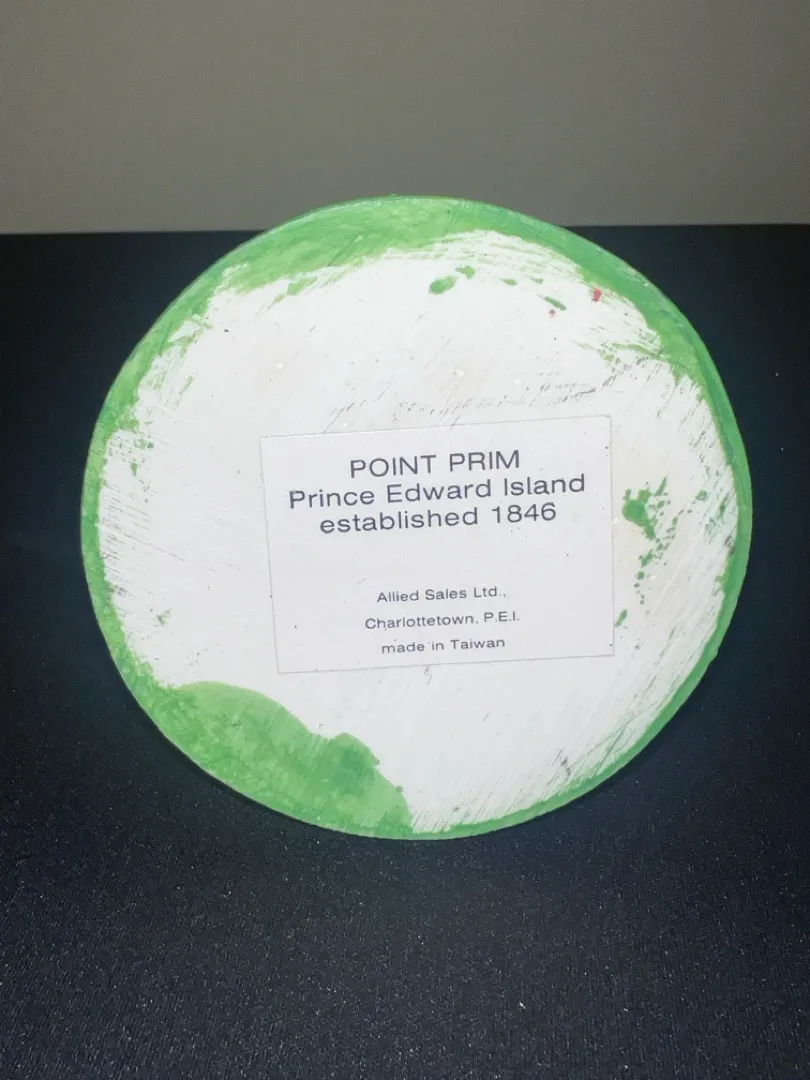 POINT PRIM
Prince Edward Island
established 1846
Allied Sales Ltd.,
Charlottetown, P.E.I.
made in Taiwan